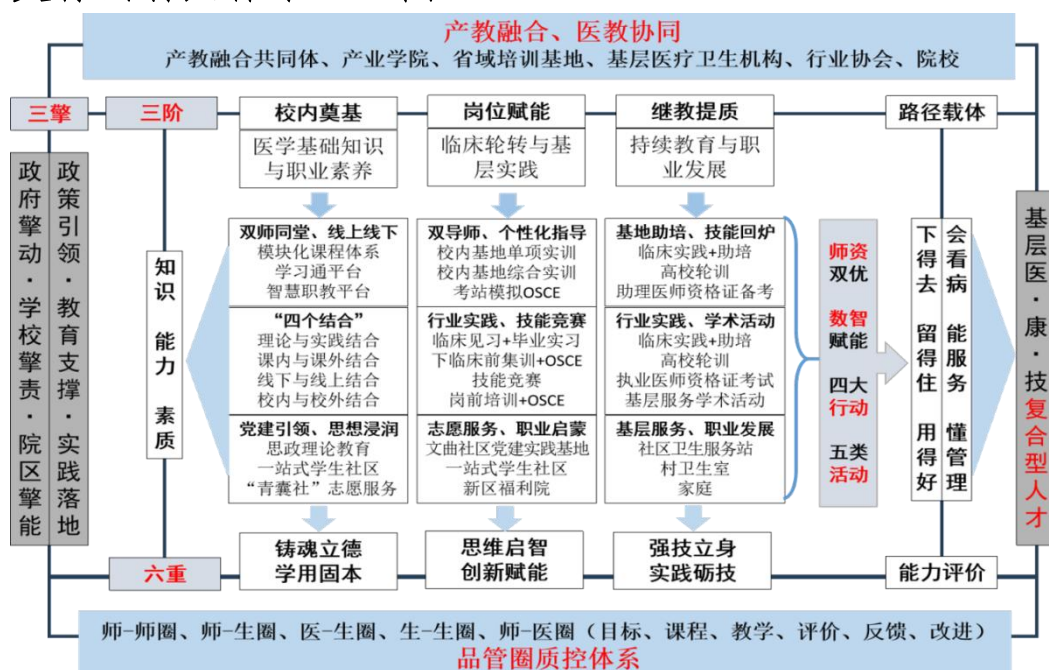 产教融合、医教协同
产教融合共同体、产业学院、省域培训基地、基层医疗卫生机构、行业协会、院校
三擎
三阶
校内奠基
岗位赋能
继教提质
路径载体
医学基础知识
与职业素养
临床轮转与基
层实践
持续教育与职
业发展
政府擎动·学校擎责·院区擎能
政策引领·教育支撑·实践落地
知识 能力 素质
双师同堂、线上线下
模块化课程体系
学习通平台
智慧职教平台
“四个结合”
理论与实践结合
课内与课外结合
线下与线上结合
校内与校外结合
党建引领、思想浸润
思政理论教育
一站式学生社区
“青囊社”志愿服务
双导师、个性化指导
校内基地单项实训
校内基地综合实训
考站模拟OSCE
行业实践、技能竞赛
临床见习+毕业实习
下临床前集训+OSCE
技能竞赛
岗前培训+OSCE
志愿服务、职业启蒙
文曲社区党建实践基地
一站式学生社区
新区福利院
基地助培、技能回炉
临床实践+助培
高校轮训
助理医师资格证备考
行业实践、学术活动
临床实践+助培
高校轮训
执业医师资格证考试
基层服务学术活动
基层服务、职业发展
社区卫生服务站
村卫生室
家庭
师资
双优
数智
赋能
四大
行动
五类
活动
下得去 留得住 用得好
会看病 能服务 懂管理
基层医·康·技复合型人才
六重
铸魂立德
学用固本
思维启智
创新赋能
强技立身
实践砺技
能力评价
师-师圈、师-生圈、医-生圈、生-生圈、师-医圈（目标、课程、教学、评价、反馈、改进）
品管圈质控体系